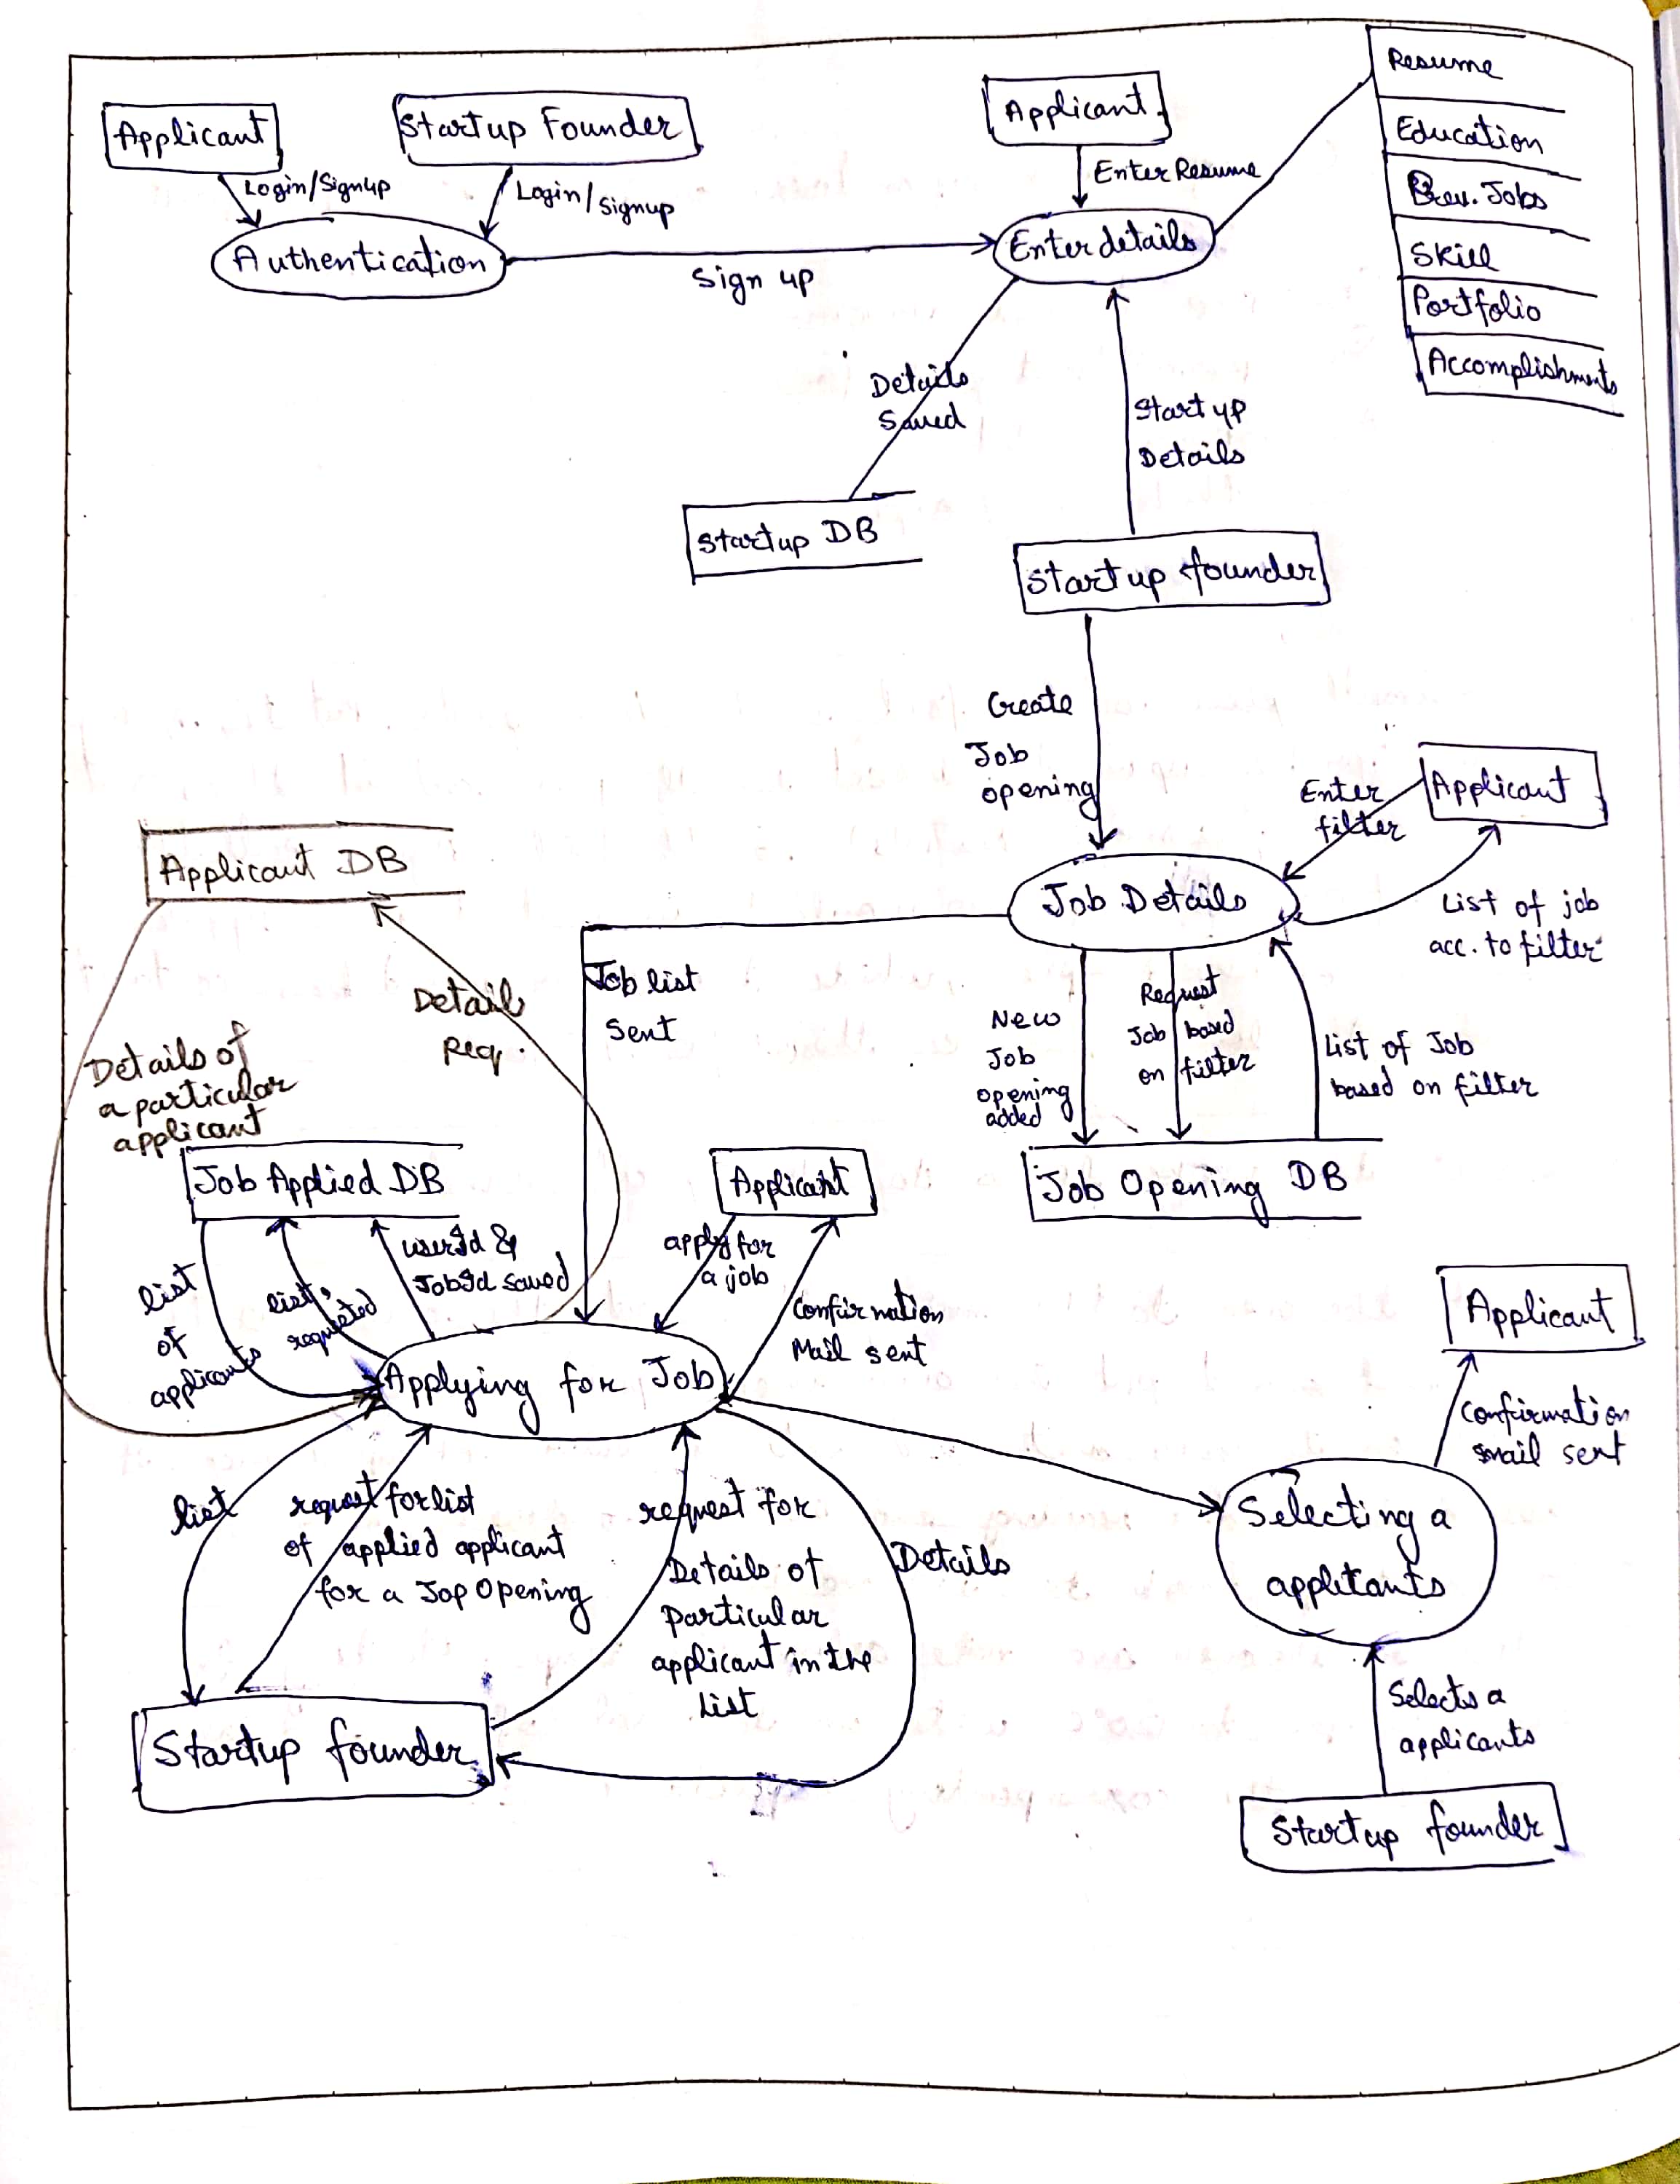 Applicant
Startup Founder
Applicant
Resume
Education
Prev. Jobs
Skill
Portfolio
Accomplishments
Login/Signup
Login/Signup
Enter Resume
Authentication
Sign up
Enter details
Details
Saved
Start up
Details
Startup DB
Startup founder
Create
Job
opening
Enter
filter
Applicant
Applicant DB
Job Details
List of job
acc. to filter
Job list
Sent
Detail
Req.
Details of
a particular
applicant
New
Job
opening
added
Request
Job based
on filter
List of Job
based on filter
Job Applied DB
Applicant
Job Opening DB
list
of
applicants
list
requested
userId &
JobId saved
apply for
a job
Confirmation
Mail sent
Applicant
Applying for Job
Confirmation
mail sent
list
request for list
of applied applicant
for a Jop Opening
request for
Details of
particular
applicant in the
List
Details
Selecting a
applitants
Startup founder
Selects a
applicants
Startup founder